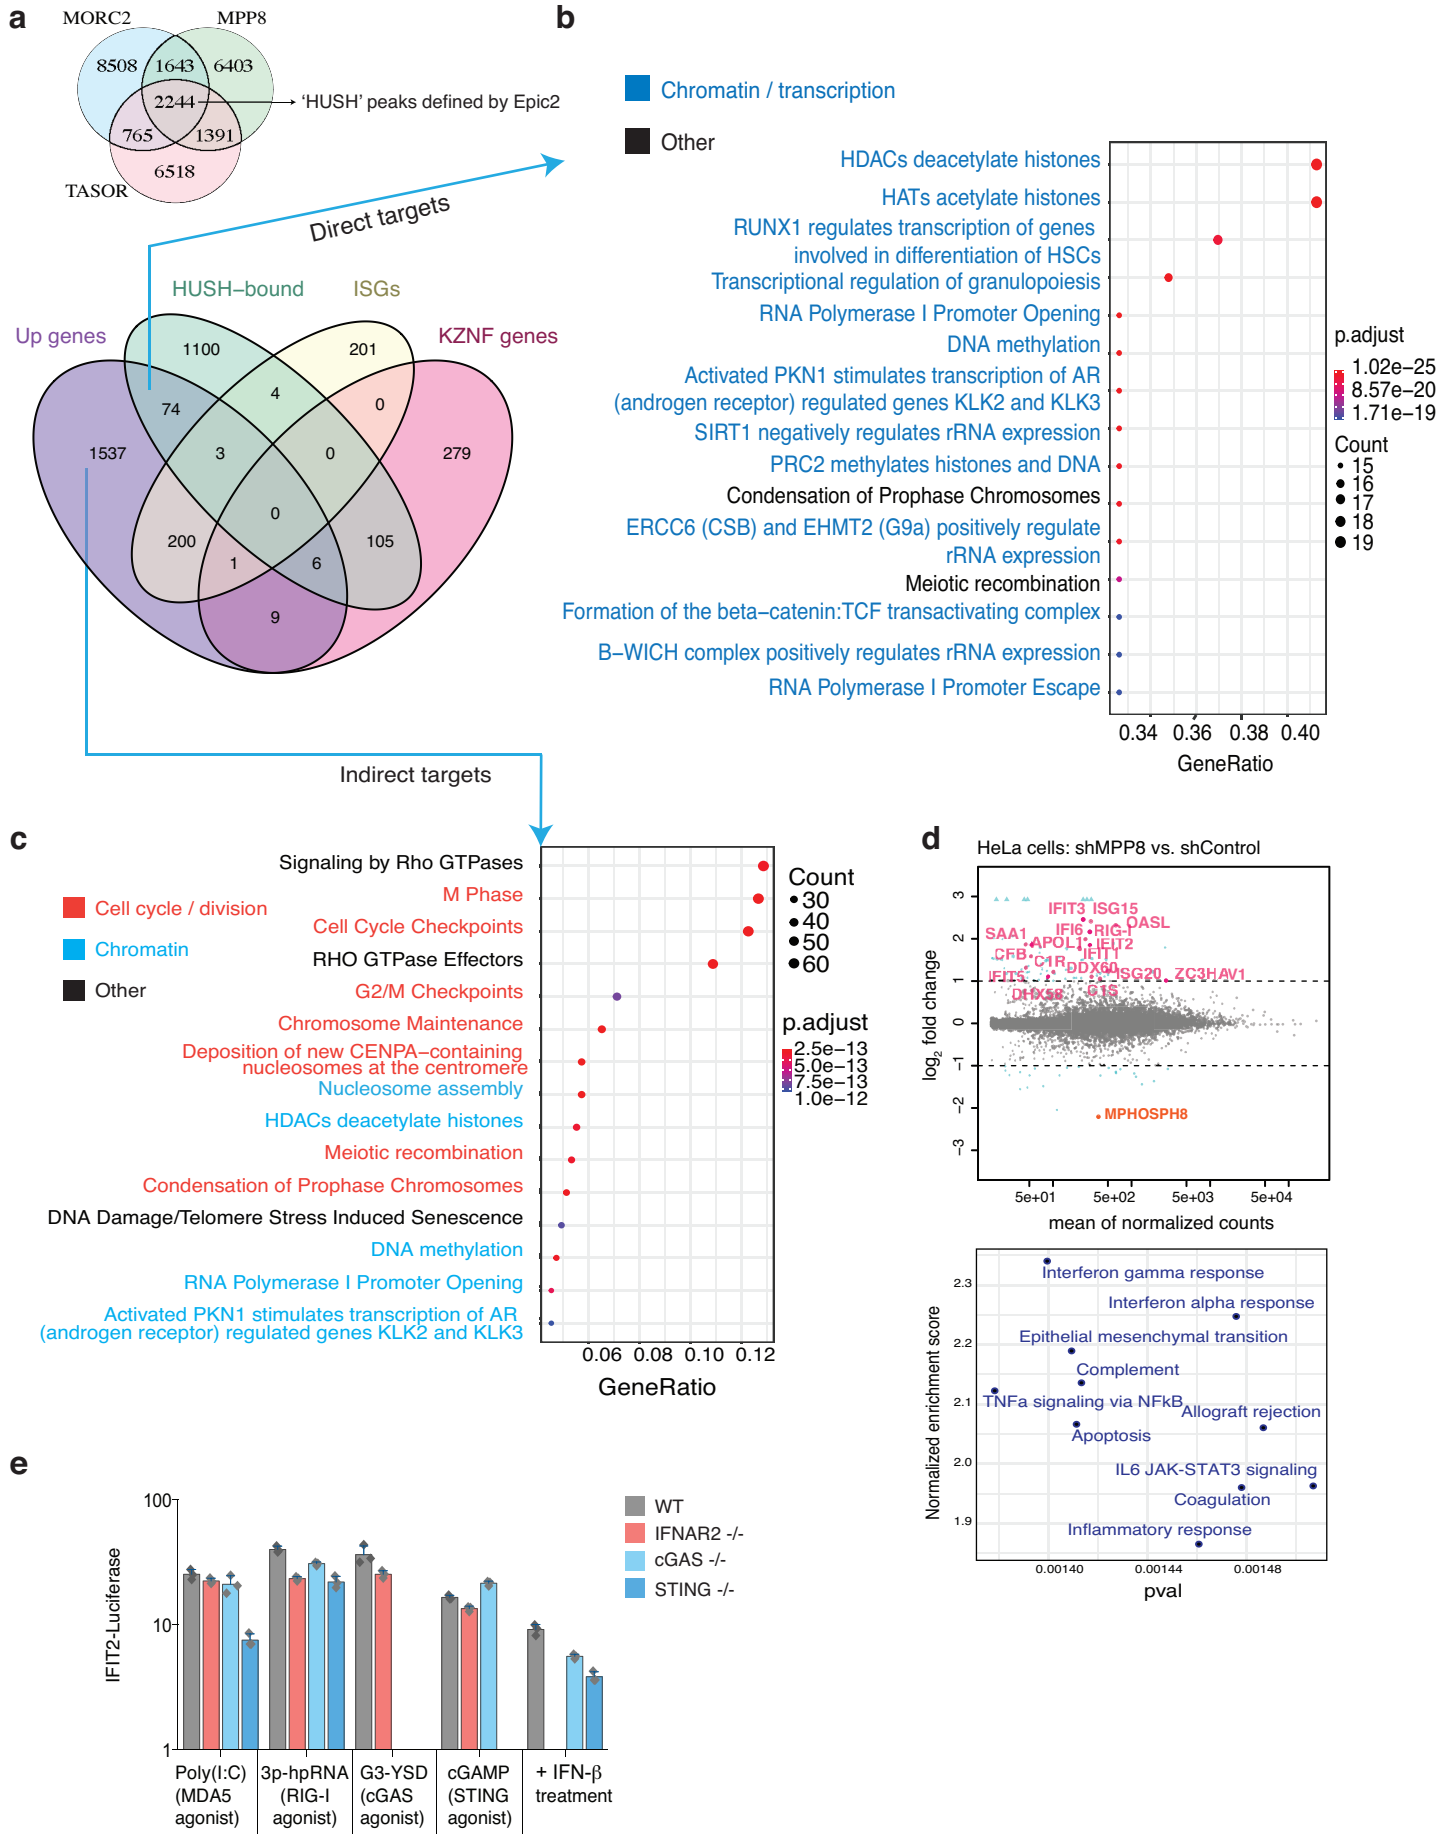 a
MORC2
MPP8
8508
1643
6403
2244
'HUSH' peaks defined by Epic2
765
1391
6518
TASOR
Direct targets
HUSH−bound
ISGs
Up genes
KZNF genes
1100
201
4
74
0
1537
3
0
279
0
200
105
1
6
9
Indirect targets
b
Chromatin / transcription
Other
HDACs deacetylate histones
HATs acetylate histones
RUNX1 regulates transcription of genes
involved in differentiation of HSCs
Transcriptional regulation of granulopoiesis
RNA Polymerase I Promoter Opening
DNA methylation
Activated PKN1 stimulates transcription of AR
(androgen receptor) regulated genes KLK2 and KLK3
SIRT1 negatively regulates rRNA expression
PRC2 methylates histones and DNA
Condensation of Prophase Chromosomes
ERCC6 (CSB) and EHMT2 (G9a) positively regulate
rRNA expression
Meiotic recombination
Formation of the beta−catenin:TCF transactivating complex
B−WICH complex positively regulates rRNA expression
RNA Polymerase I Promoter Escape
0.34 0.36 0.38 0.40
GeneRatio
p.adjust
1.02e−25
8.57e−20
1.71e−19
Count
15
16
17
18
19
c
Cell cycle / division
Chromatin
Other
Signaling by Rho GTPases
M Phase
Cell Cycle Checkpoints
RHO GTPase Effectors
G2/M Checkpoints
Chromosome Maintenance
Deposition of new CENPA−containing
nucleosomes at the centromere
Nucleosome assembly
HDACs deacetylate histones
Meiotic recombination
Condensation of Prophase Chromosomes
DNA Damage/Telomere Stress Induced Senescence
DNA methylation
RNA Polymerase I Promoter Opening
Activated PKN1 stimulates transcription of AR
(androgen receptor) regulated genes KLK2 and KLK3
0.06 0.08 0.10 0.12
GeneRatio
Count
30
40
50
60
p.adjust
2.5e−13
5.0e−13
7.5e−13
1.0e−12
d
HeLa cells: shMPP8 vs. shControl
log2 fold change
3
2
1
0
−1
−2
−3
IFIT3 ISG15
OASL
SAA1
IFI6
RIG-I
APOL1
IFIT2
CFB
C1R
IFIT1
DDX60
IFIT5
ISG20
ZC3HAV1
DHX58
C1S
MPHOSPH8
5e+01
5e+02
5e+03
5e+04
mean of normalized counts
Normalized enrichment score
2.3
2.2
2.1
2.0
1.9
Interferon gamma response
Interferon alpha response
Epithelial mesenchymal transition
Complement
TNFa signaling via NFkB
Allograft rejection
Apoptosis
IL6 JAK-STAT3 signaling
Coagulation
Inflammatory response
0.00140
0.00144
0.00148
pval
e
IFIT2-Luciferase
100
10
1
WT
IFNAR2 -/-
cGAS -/-
STING -/-
Poly(I:C)
(MDA5
agonist)
3p-hpRNA
(RIG-I
agonist)
G3-YSD
(cGAS
agonist)
cGAMP
(STING
agonist)
+ IFN-β
treatment